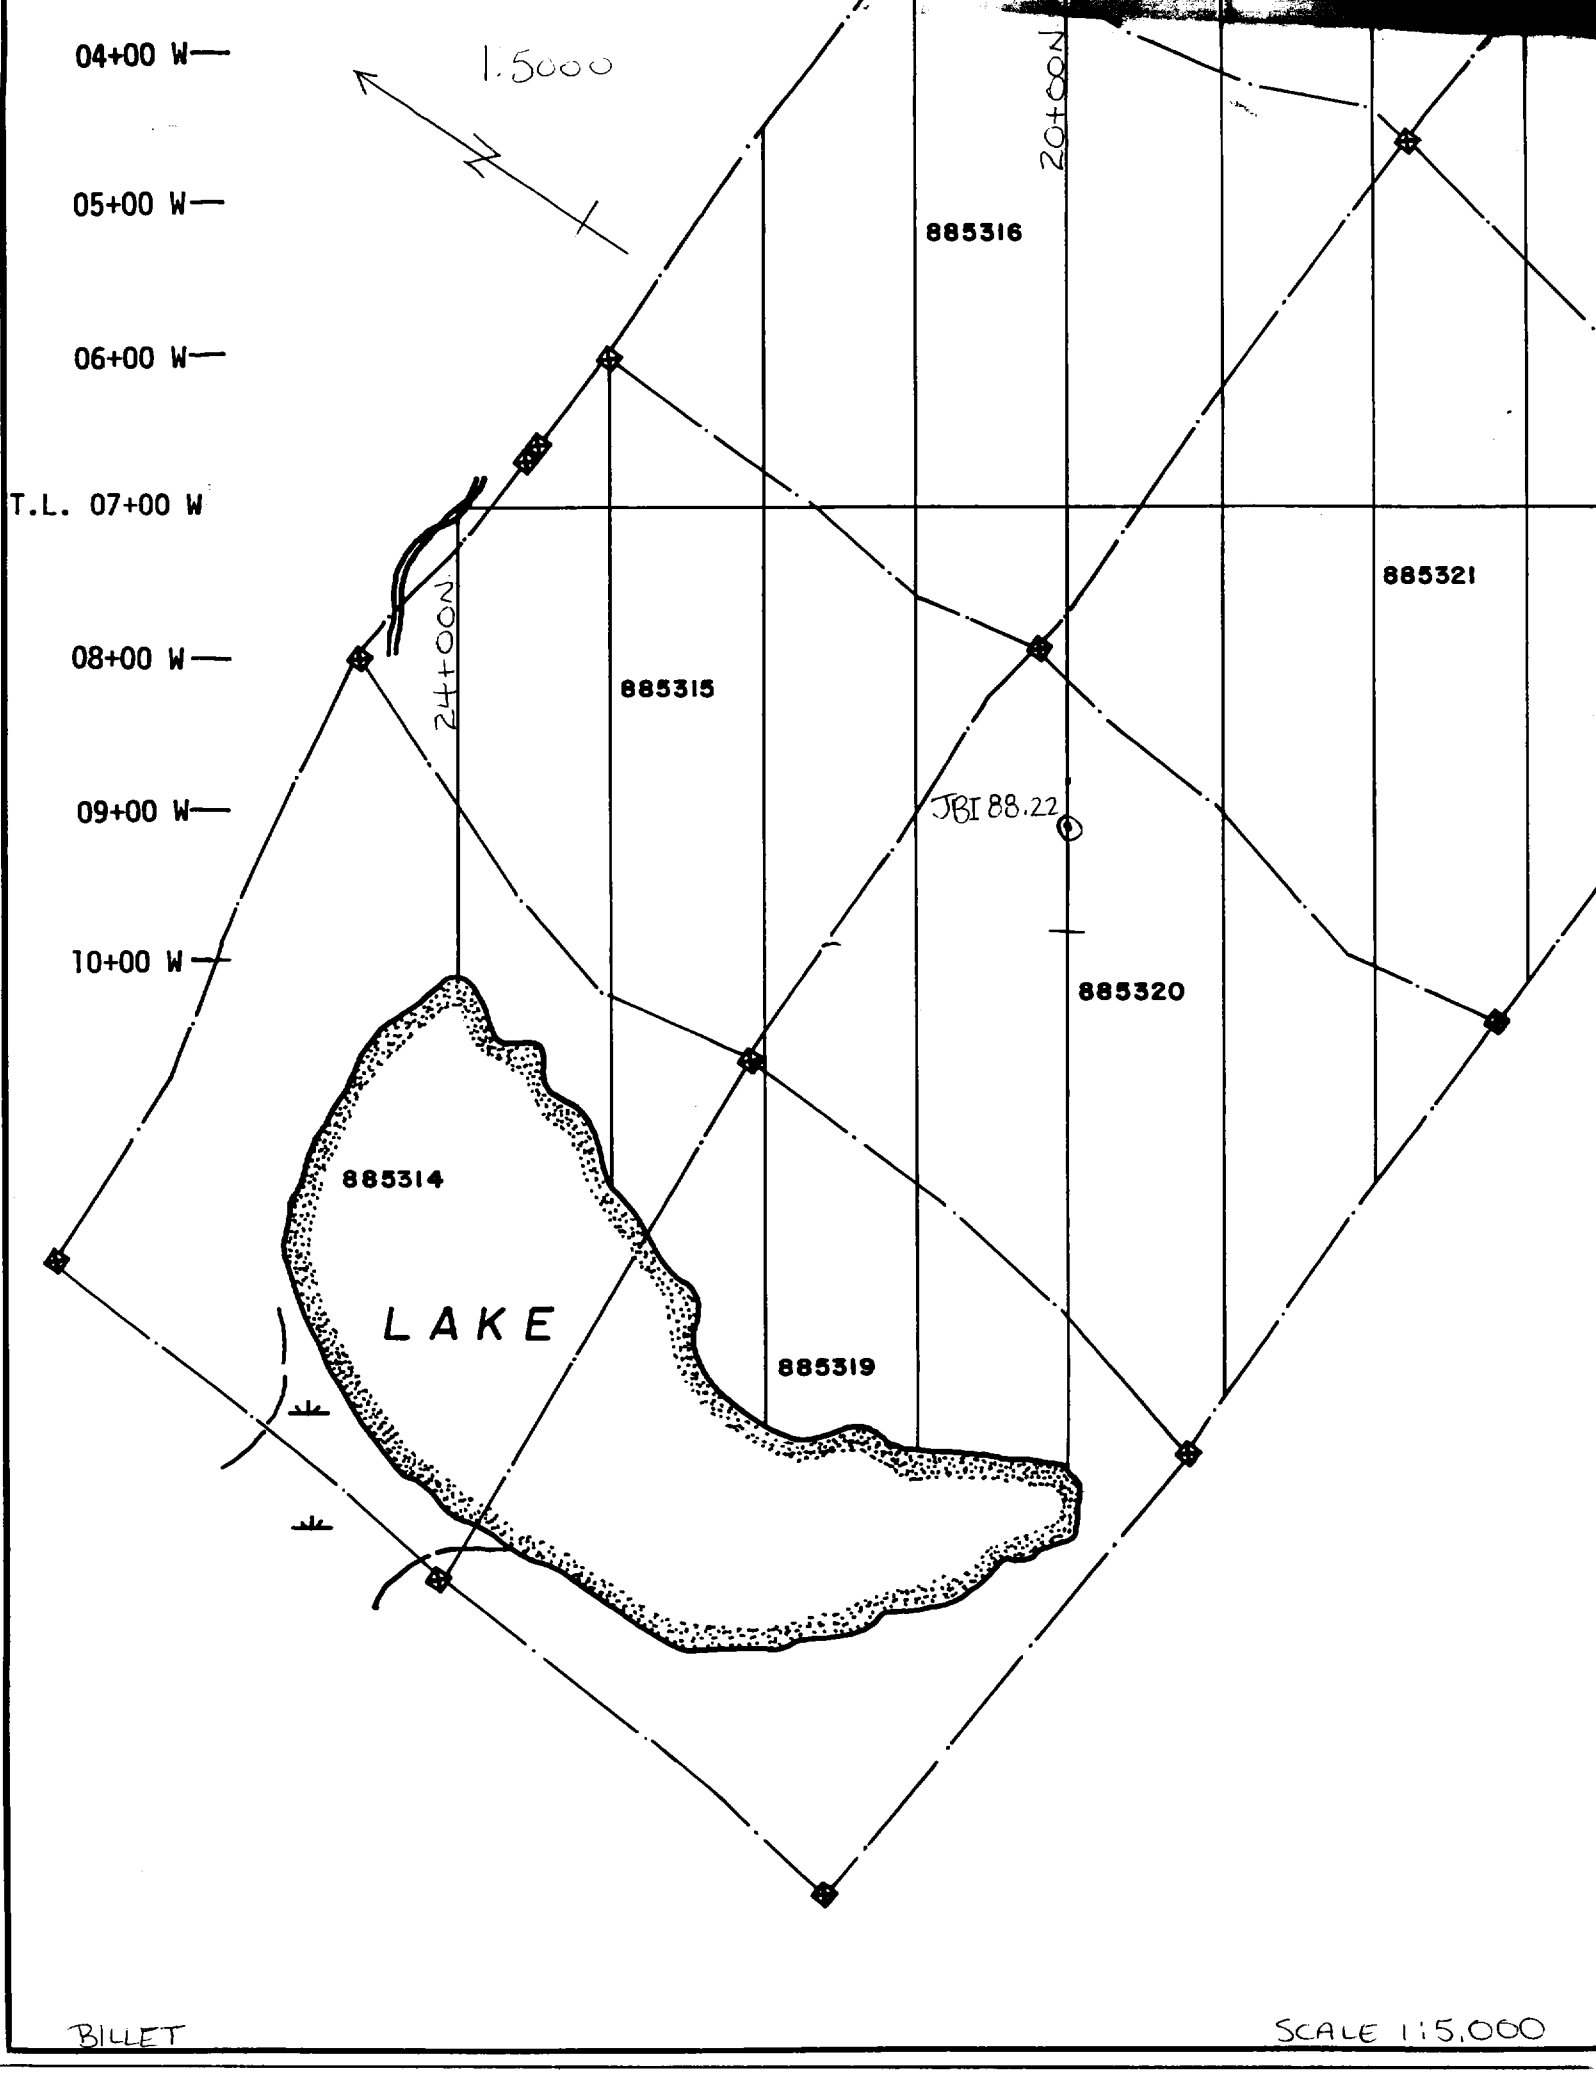 04+00 W
1:5000
20+00N
05+00 W
885316
N
06+00 W
T.L. 07+00 W
885321
24+00N
08+00 W
885315
09+00 W
JBI 88.22
10+00 W
885320
885314
LAKE
885319
BILLET
SCALE 1:5,000